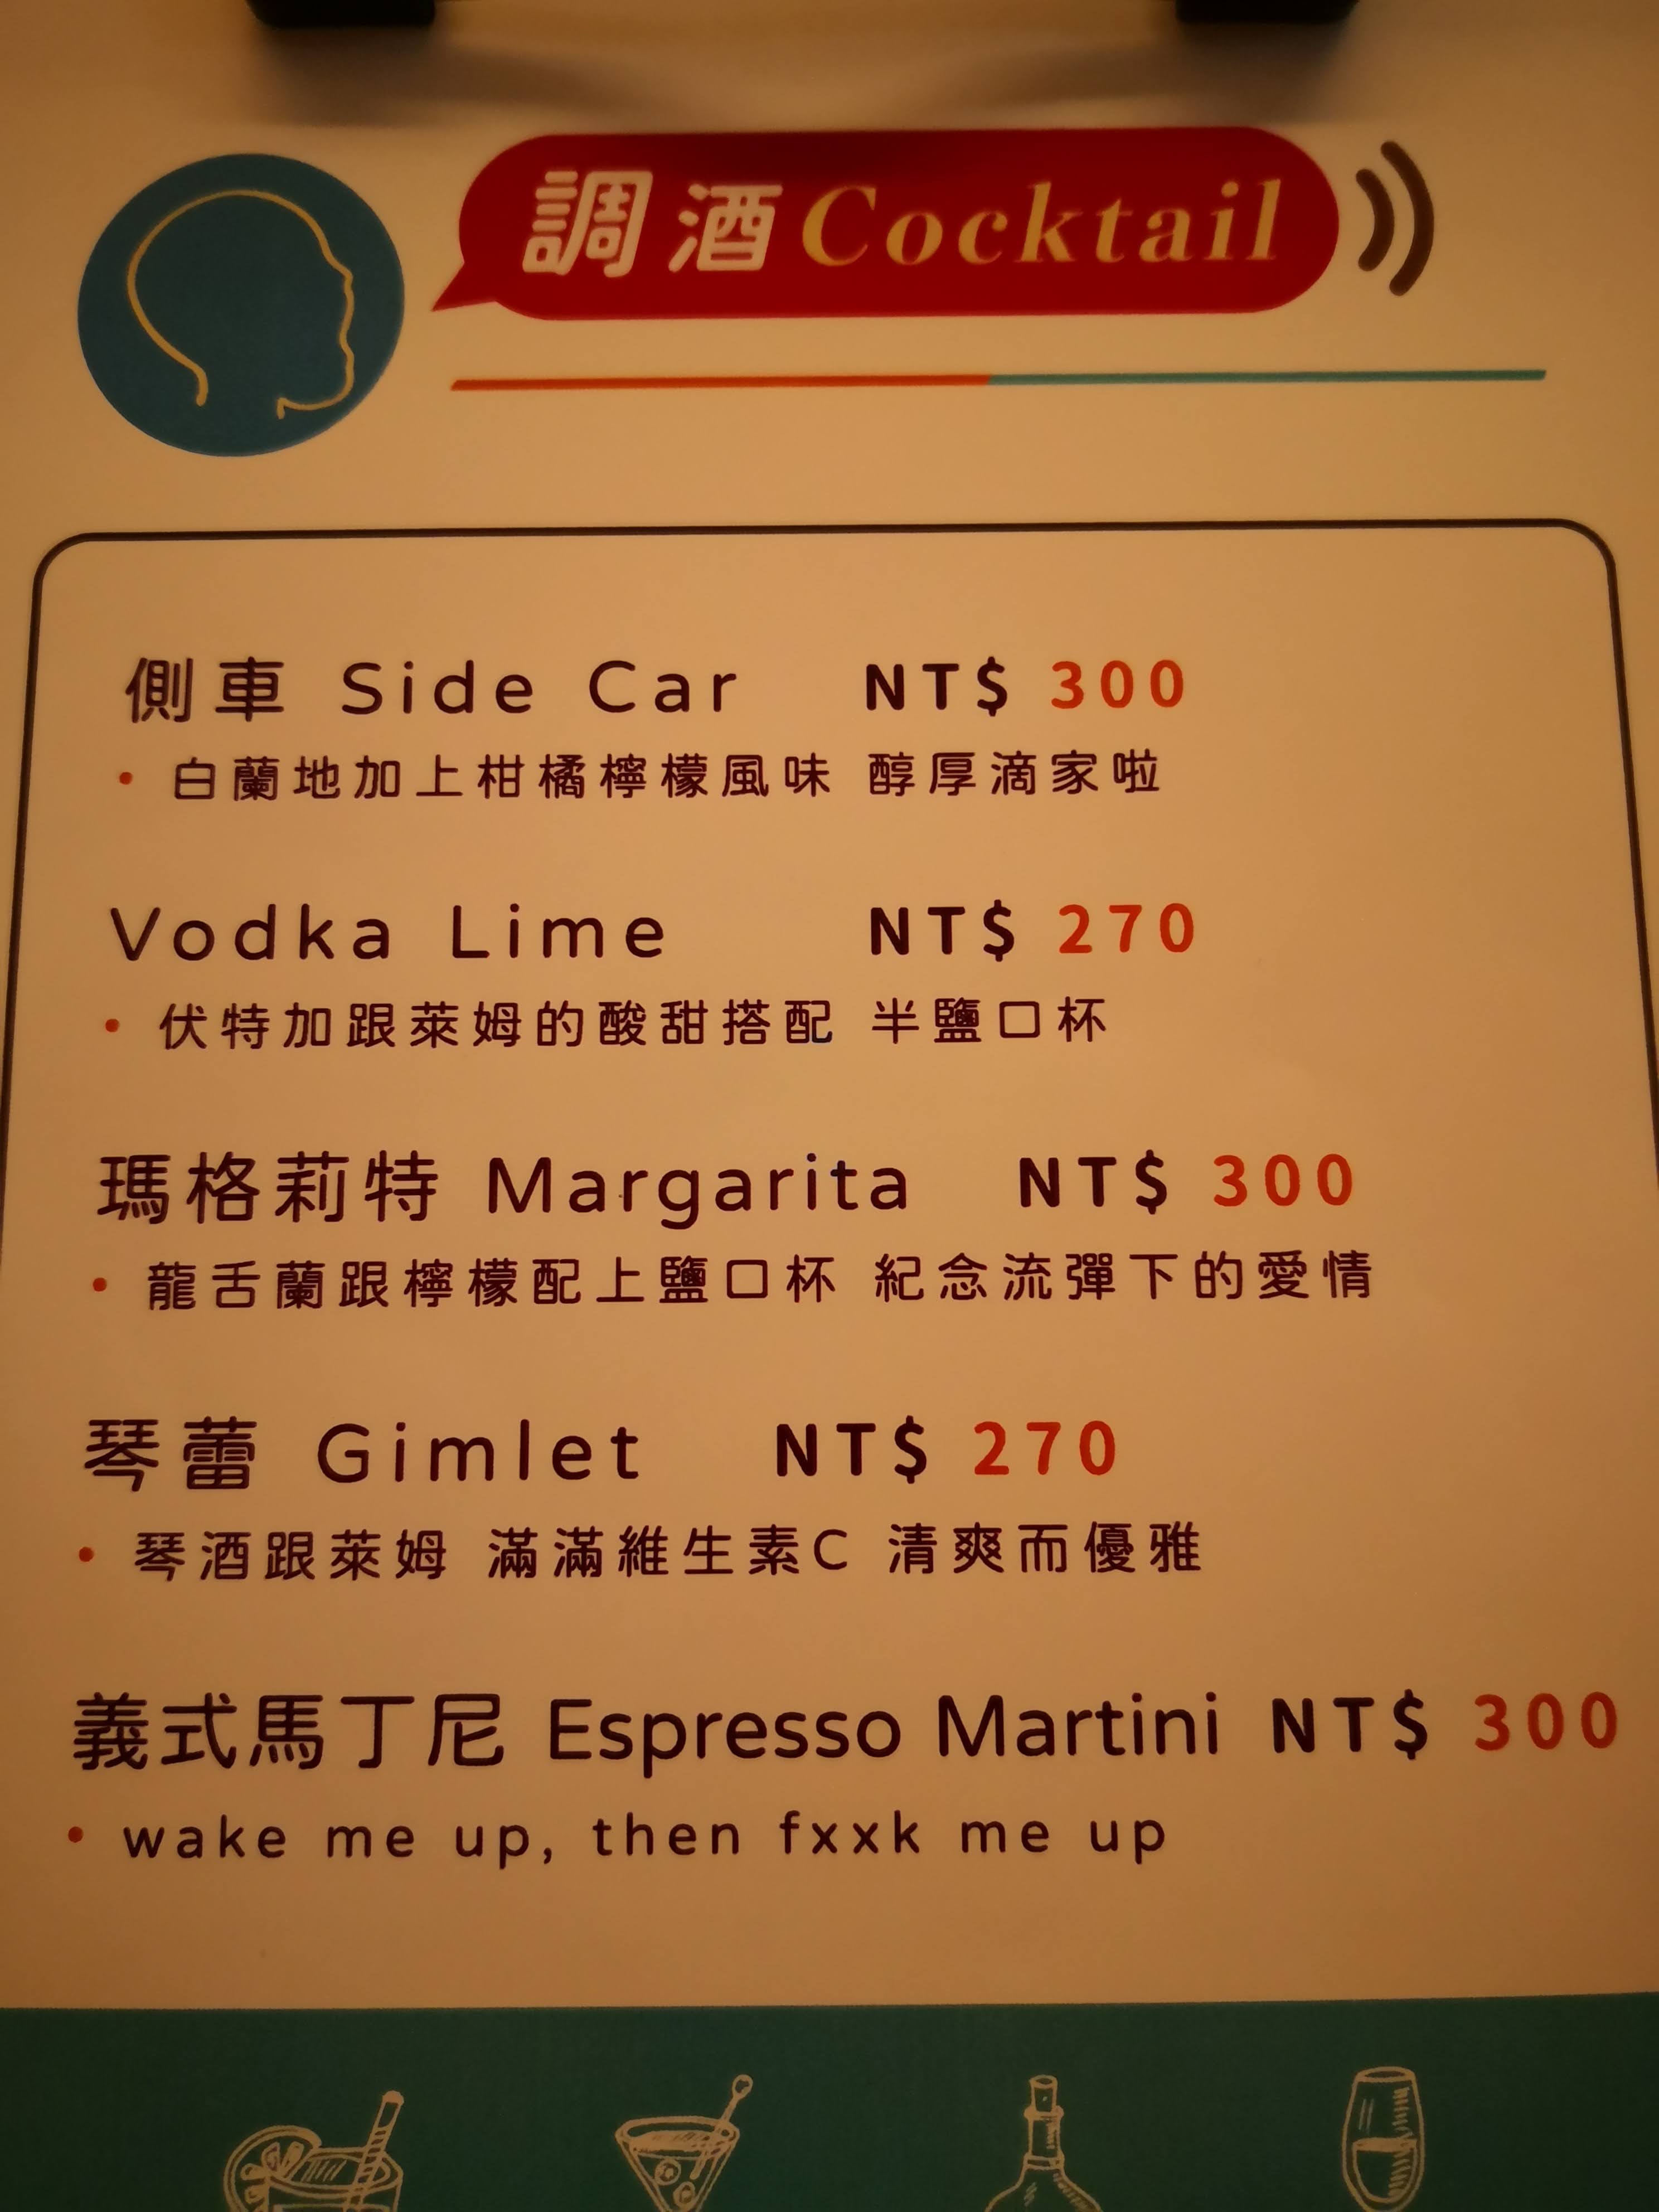 調酒Cocktail
側車 Side Car NT$ 300
• 白蘭地加上柑橘檸檬風味 醇厚滴家啦
Vodka Lime NT$ 270
• 伏特加跟萊姆的酸甜搭配 半鹽口杯
瑪格莉特 Margarita NT$ 300
• 龍舌蘭跟檸檬配上鹽口杯 紀念流彈下的愛情
琴蕾 Gimlet NT$ 270
• 琴酒跟萊姆 滿滿維生素C 清爽而優雅
義式馬丁尼 Espresso Martini NT$ 300
• wake me up, then fxxk me up